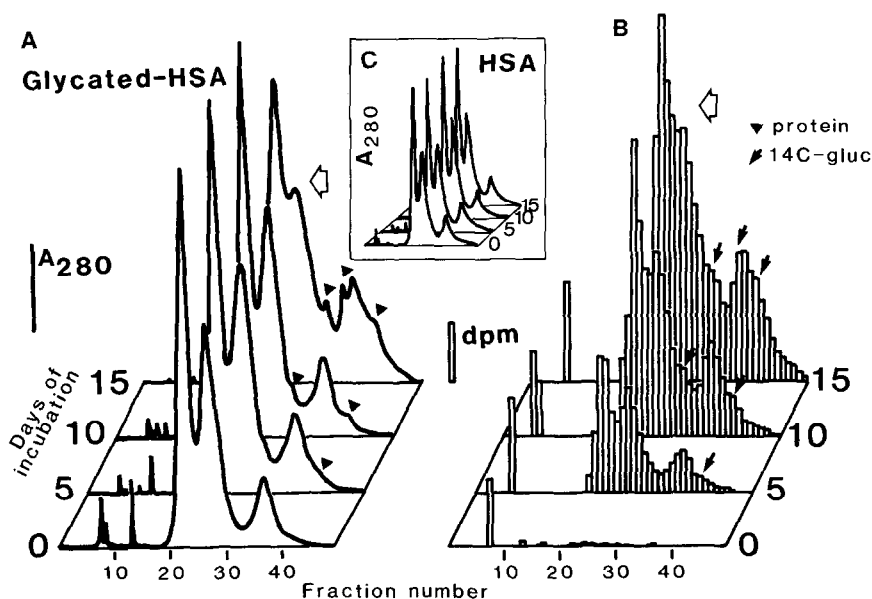 A
Glycated-HSA
A280
Days of
incubation
15
10
5
0
10 20 30 40
Fraction number
C
HSA
A280
15
10
5
0
B
protein
14C-gluc
dpm
15
10
5
0
10 20 30 40